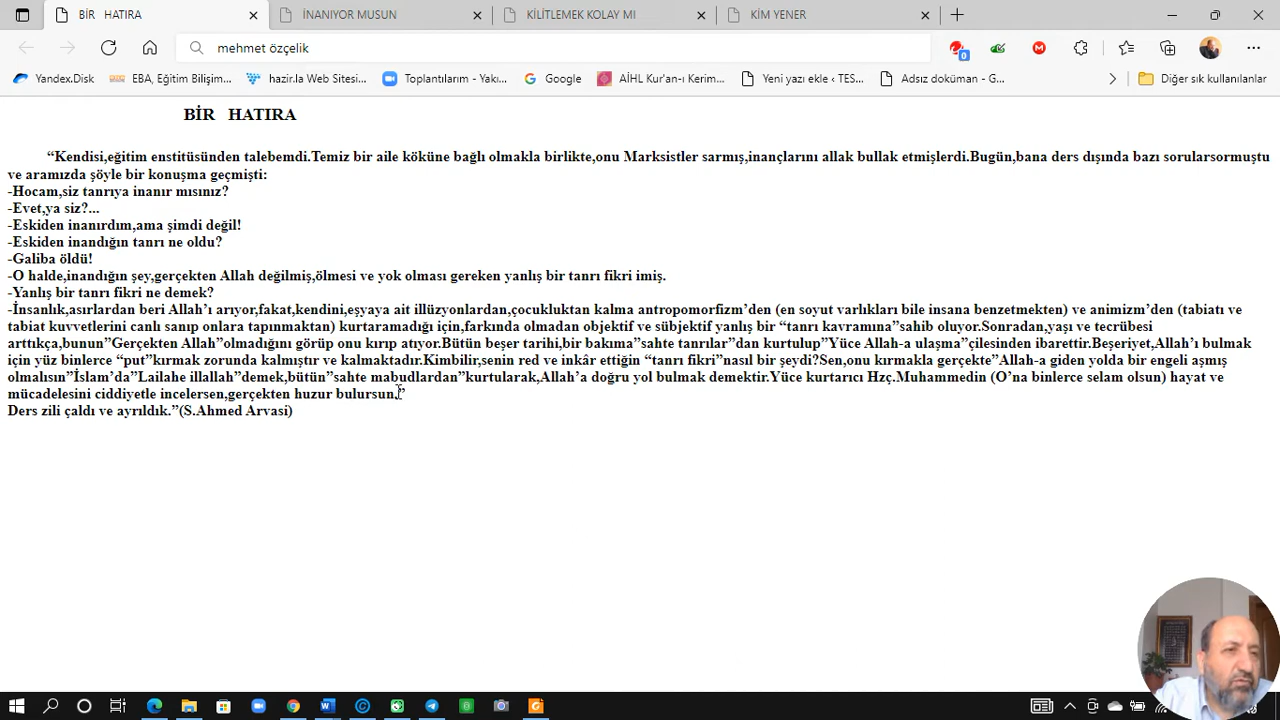 BİR HATIRA
İNANIYOR MUSUN
KİLİTLEMEK KOLAY MI
KİM YENER
mehmet özçelik
0
Yandex.Disk
EBA, Eğitim Bilişim...
hazir.la Web Sitesi...
Toplantılarım - Yakı...
Google
AİHL Kur'an-ı Kerim...
Yeni yazı ekle ‹ TES...
Adsız doküman - G...
Diğer sık kullanılanlar
BİR HATIRA
“Kendisi,eğitim enstitüsünden talebemdi.Temiz bir aile köküne bağlı olmakla birlikte,onu Marksistler sarmış,inançlarını allak bullak etmişlerdi.Bugün,bana ders dışında bazı sorularsormuştu
ve aramızda şöyle bir konuşma geçmişti:
-Hocam,siz tanrıya inanır mısınız?
-Evet,ya siz?...
-Eskiden inanırdım,ama şimdi değil!
-Eskiden inandığın tanrı ne oldu?
-Galiba öldü!
-O halde,inandığın şey,gerçekten Allah değilmiş,ölmesi ve yok olması gereken yanlış bir tanrı fikri imiş.
-Yanlış bir tanrı fikri ne demek?
-İnsanlık,asırlardan beri Allah’ı arıyor,fakat,kendini,eşyaya ait illüzyonlardan,çocukluktan kalma antropomorfizm’den (en soyut varlıkları bile insana benzetmekten) ve animizm’den (tabiatı ve
tabiat kuvvetlerini canlı sanıp onlara tapınmaktan) kurtaramadığı için,farkında olmadan objektif ve sübjektif yanlış bir “tanrı kavramına”sahib oluyor.Sonradan,yaşı ve tecrübesi
arttıkça,bunun”Gerçekten Allah”olmadığını görüp onu kırıp atıyor.Bütün beşer tarihi,bir bakıma”sahte tanrılar”dan kurtulup”Yüce Allah-a ulaşma”çilesinden ibarettir.Beşeriyet,Allah’ı bulmak
için yüz binlerce “put”kırmak zorunda kalmıştır ve kalmaktadır.Kimbilir,senin red ve inkâr ettiğin “tanrı fikri”nasıl bir şeydi?Sen,onu kırmakla gerçekte”Allah-a giden yolda bir engeli aşmış
olmalısın”İslam’da”Lailahe illallah”demek,bütün”sahte mabudlardan”kurtularak,Allah’a doğru yol bulmak demektir.Yüce kurtarıcı Hzç.Muhammedin (O’na binlerce selam olsun) hayat ve
mücadelesini ciddiyetle incelersen,gerçekten huzur bulursun,”
Ders zili çaldı ve ayrıldık.”(S.Ahmed Arvasi)